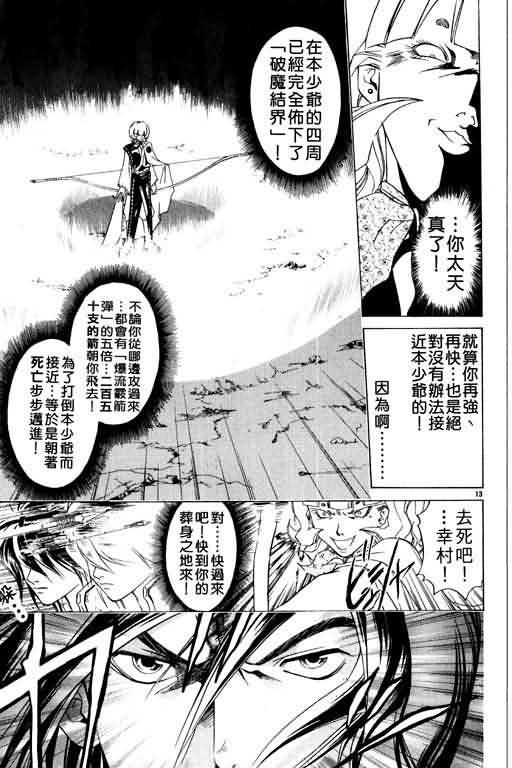 …你太天
真了！
就算你再強、
再快…也是絕
對沒有辦法接
近本少爺的！
因為啊………
在本少爺的四周
已經完全佈下了
「破魔結界」！
不論你從哪邊攻過來
…都會有「爆流霰箭
彈」的五倍…二百五
十支的箭朝你飛去！
為了打倒本少爺而
接近…等於是朝著
死亡步步邁進！
13
去死吧！
…幸村！
對……快過來
吧！快到你的
葬身之地來！